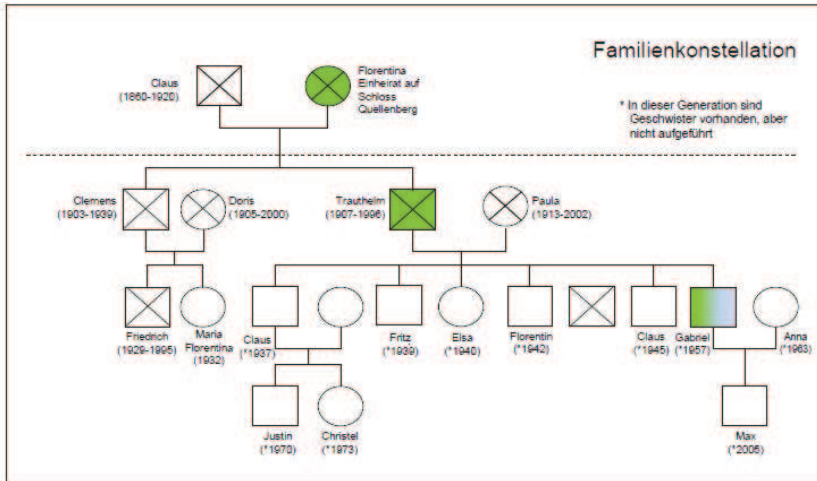 Familienkonstellation
Claus
(1860-1920)
Florentina
Einheirat auf
Schloss
Quellenberg
* In dieser Generation sind
Geschwister vorhanden, aber
nicht aufgeführt
Clemens
(1903-1939)
Doris
(1905-2000)
Trauthelm
(1907-1996)
Paula
(1913-2002)
Friedrich
(1929-1995)
Maria
Florentina
(1932)
Claus
(*1937)
Fritz
(*1939)
Elsa
(*1940)
Florentin
(*1942)
Claus
(*1945)
Gabriel
(*1957)
Anna
(*1963)
Justin
(*1970)
Christel
(*1973)
Max
(*2005)